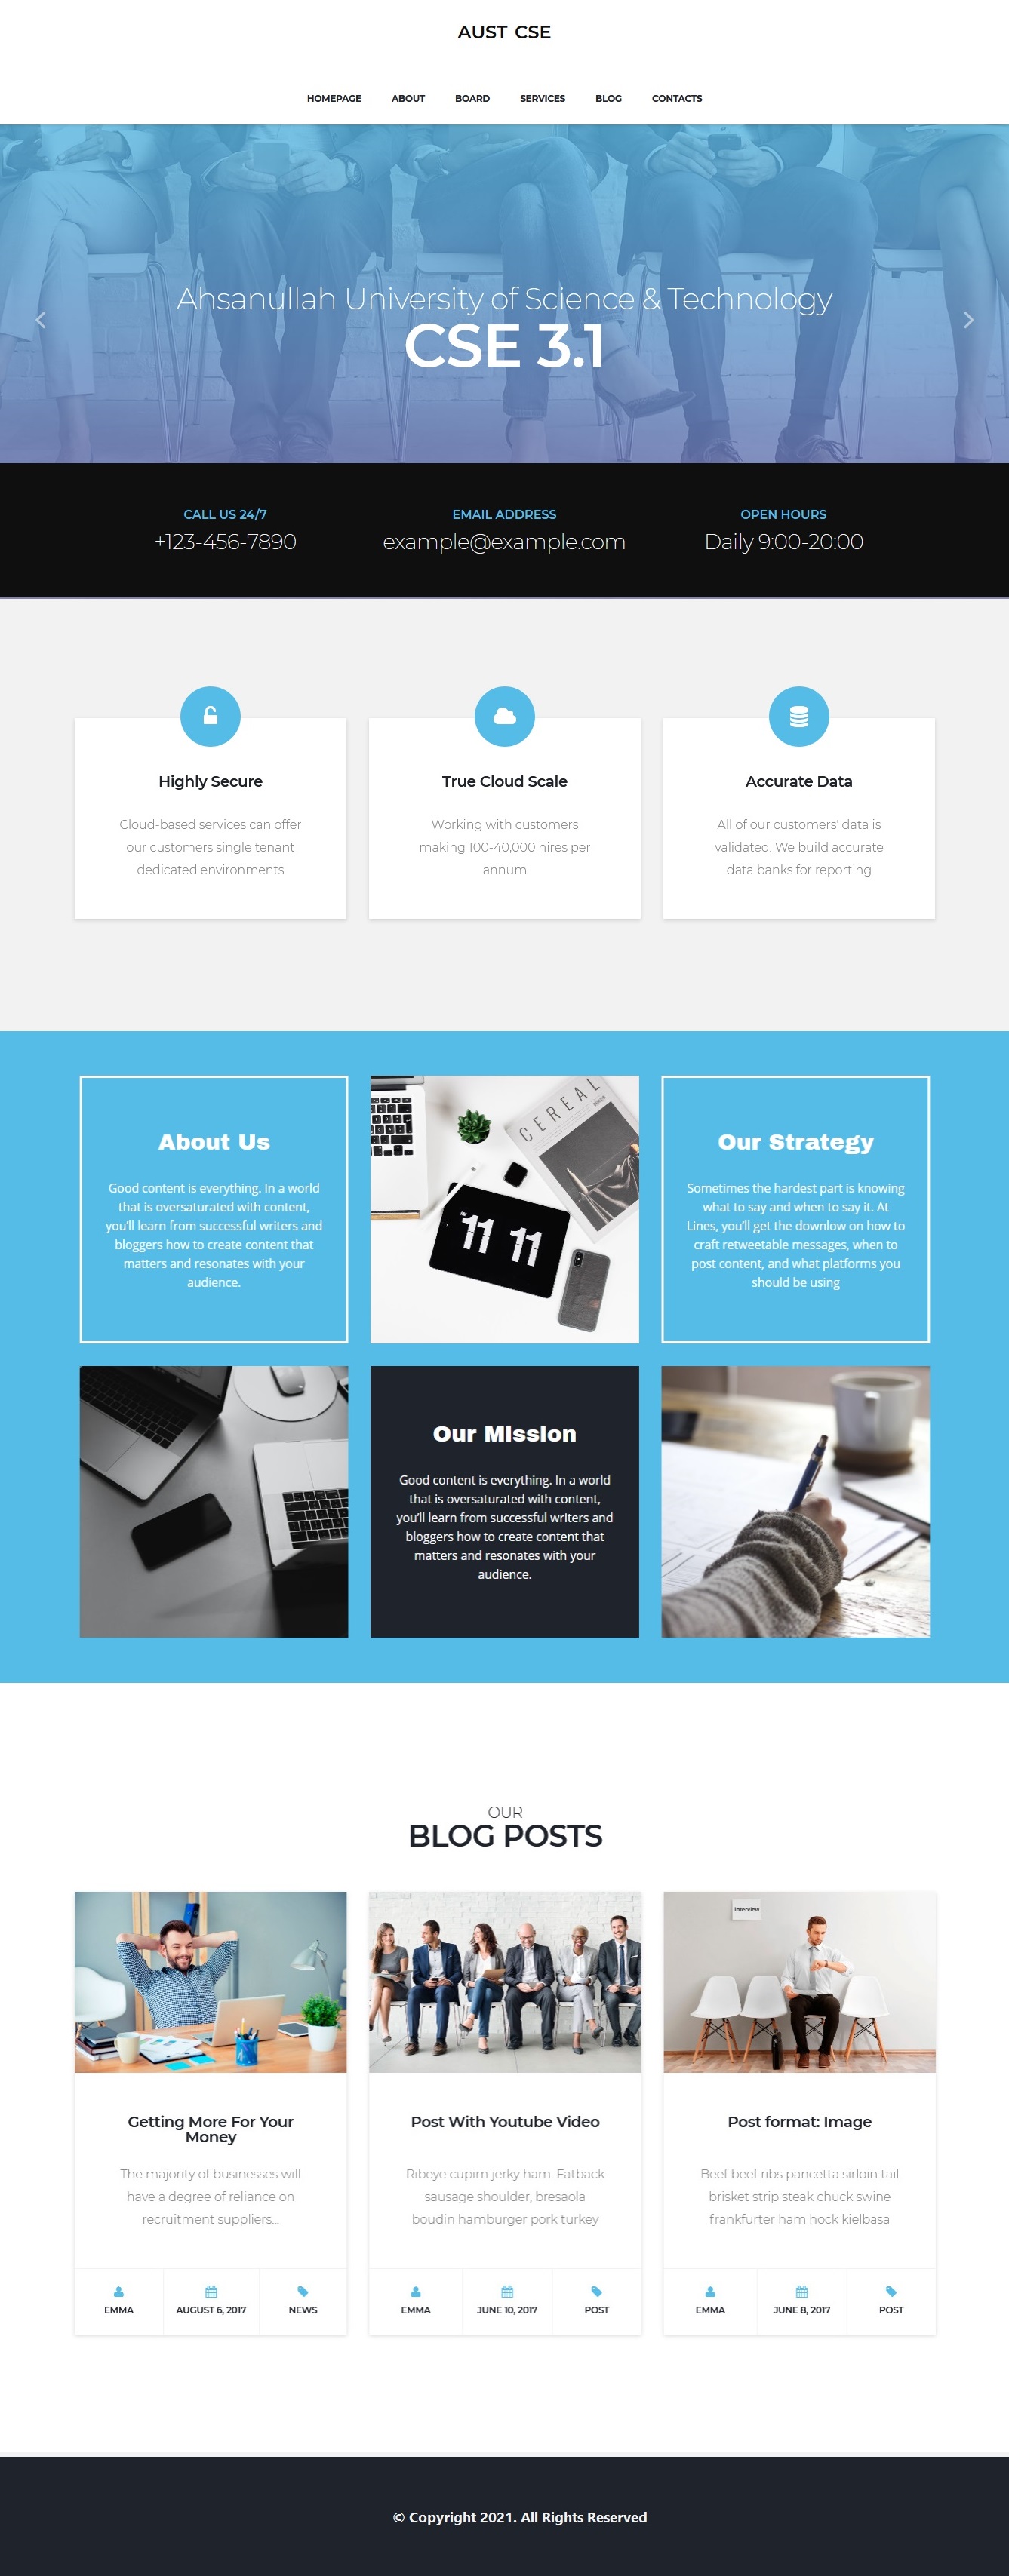 AUST CSE
HOMEPAGE ABOUT BOARD SERVICES BLOG CONTACTS
Ahsanullah University of Science & Technology
CSE 3.1
CALL US 24/7
+123-456-7890
EMAIL ADDRESS
example@example.com
OPEN HOURS
Daily 9:00-20:00
Highly Secure
Cloud-based services can offer
our customers single tenant
dedicated environments
True Cloud Scale
Working with customers
making 100-40,000 hires per
annum
Accurate Data
All of our customers' data is
validated. We build accurate
data banks for reporting
About Us
Good content is everything. In a world
that is oversaturated with content,
you'll learn from successful writers and
bloggers how to create content that
matters and resonates with your
audience.
CEREAL
11 11
Our Strategy
Sometimes the hardest part is knowing
what to say and when to say it. At
Lines, you'll get the downlow on how to
craft retweetable messages, when to
post content, and what platforms you
should be using
Our Mission
Good content is everything. In a world
that is oversaturated with content,
you'll learn from successful writers and
bloggers how to create content that
matters and resonates with your
audience.
OUR
BLOG POSTS
Getting More For Your
Money
The majority of businesses will
have a degree of reliance on
recruitment suppliers...
EMMA AUGUST 6, 2017 NEWS
Post With Youtube Video
Ribeye cupim jerky ham. Fatback
sausage shoulder, bresaola
boudin hamburger pork turkey
EMMA JUNE 10, 2017 POST
Interview
Post format: Image
Beef beef ribs pancetta sirloin tail
brisket strip steak chuck swine
frankfurter ham hock kielbasa
EMMA JUNE 8, 2017 POST
© Copyright 2021. All Rights Reserved